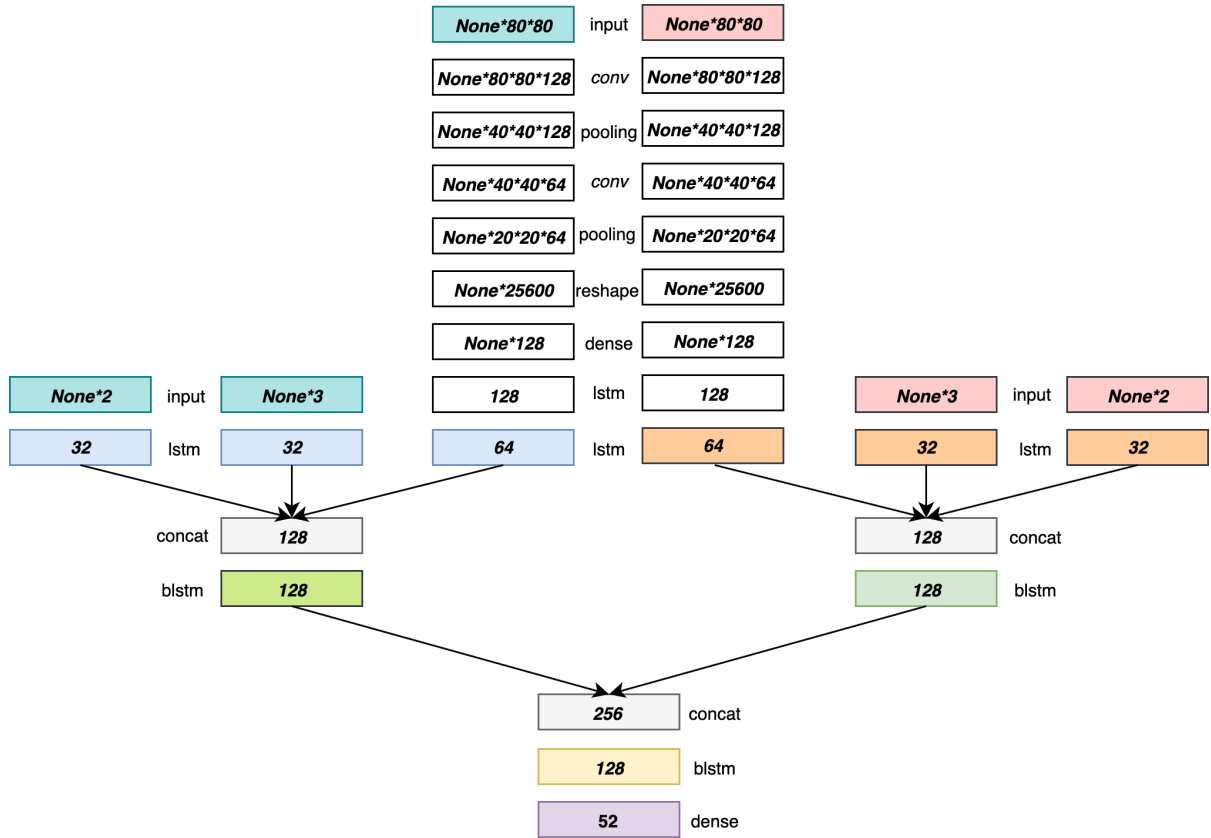 None*80*80 input None*80*80
None*80*80*128 conv None*80*80*128
None*40*40*128 pooling None*40*40*128
None*40*40*64 conv None*40*40*64
None*20*20*64 pooling None*20*20*64
None*25600 reshape None*25600
None*128 dense None*128
None*2 input None*3 128 lstm 128 None*3 input None*2
32 lstm 32 64 lstm 64 32 lstm 32
concat 128 128 concat
blstm 128 128 blstm
256 concat
128 blstm
52 dense